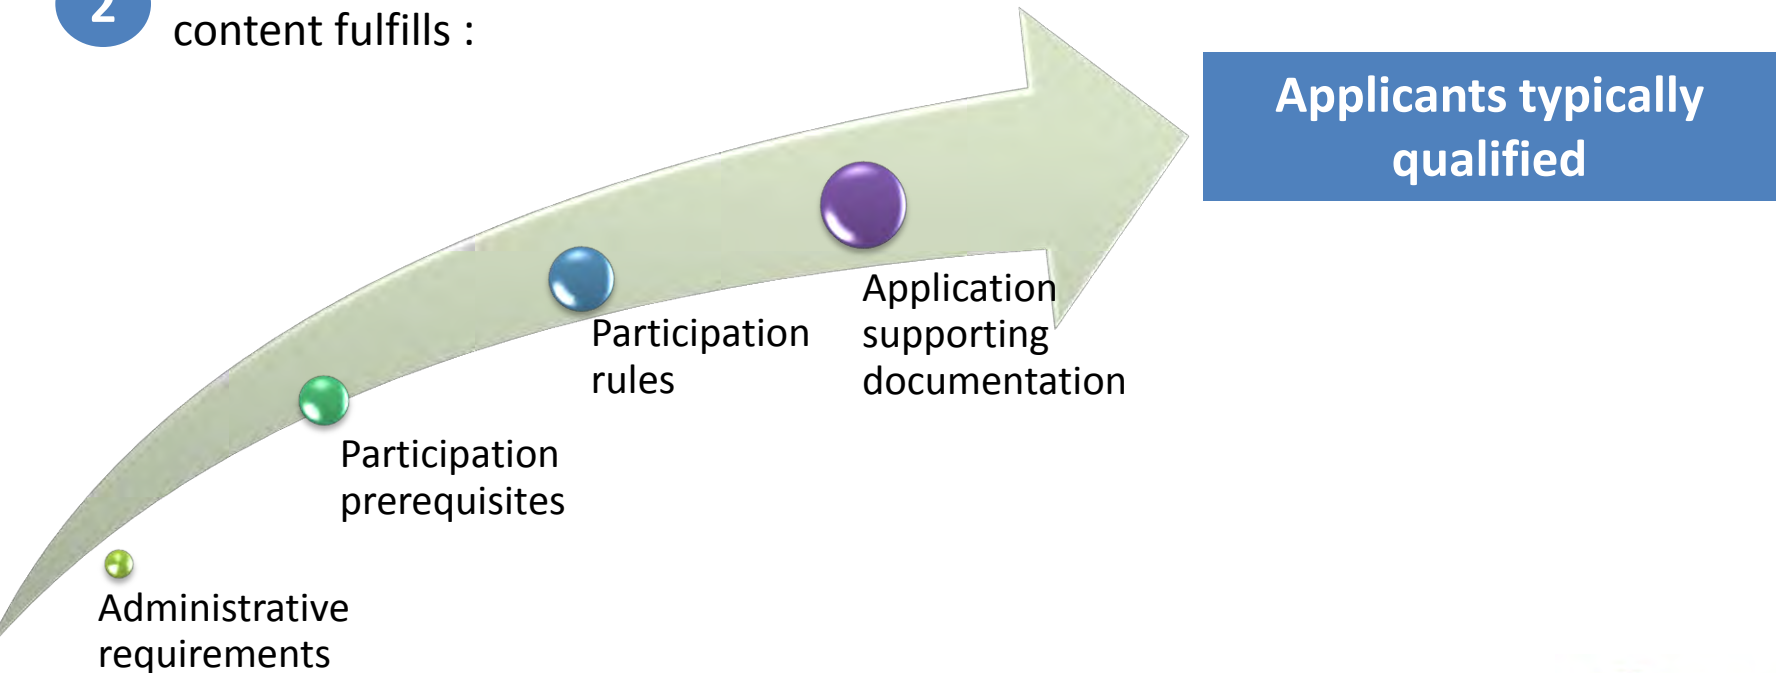 2
content fulfills :
Applicants typically
qualified
Application
supporting
documentation
Participation
rules
Participation
prerequisites
Administrative
requirements